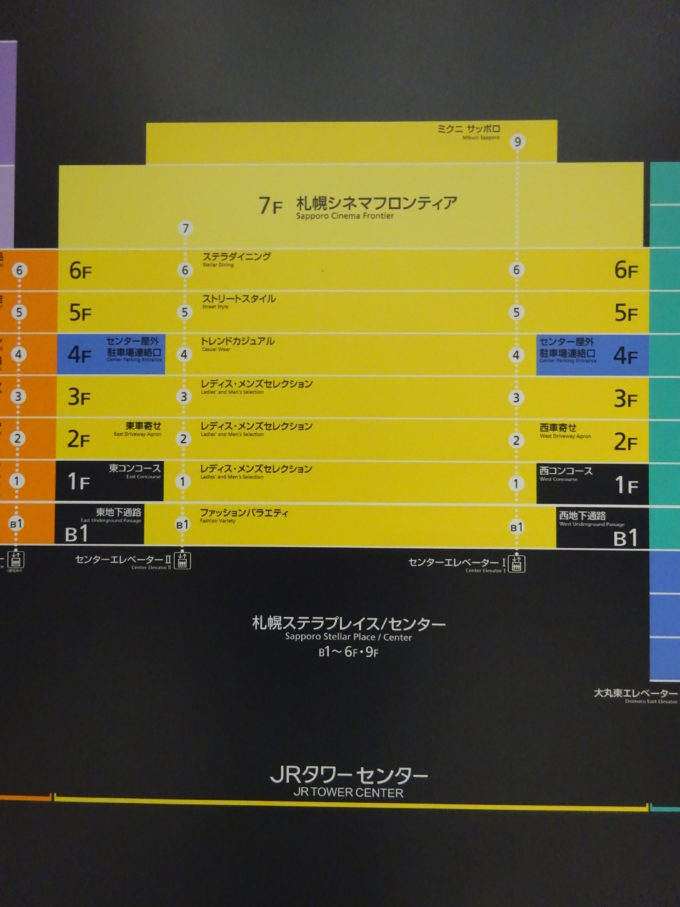 ミクニ サッポロ
Mikuni Sapporo
9
7F 札幌シネマフロンティア
Sapporo Cinema Frontier
7
6
6F
6
ステラダイニング
Stellar Dining
6
6F
5
5F
5
ストリートスタイル
Street Style
5
5F
4
4F
センター屋外
駐車場連絡口
Center Parking Entrance
4
トレンドカジュアル
Casual Wear
4
センター屋外
駐車場連絡口
Center Parking Entrance
4F
3
3F
3
レディス・メンズセレクション
Ladies' and Men's Selection
3
3F
2
2F
東車寄せ
East Driveway Apron
2
レディス・メンズセレクション
Ladies' and Men's Selection
2
西車寄せ
West Driveway Apron
2F
1
1F
東コンコース
East Concourse
1
レディス・メンズセレクション
Ladies' and Men's Selection
1
西コンコース
West Concourse
1F
B1
B1
東地下通路
East Underground Passage
B1
ファッションバラエティ
Fashion Variety
B1
西地下通路
West Underground Passage
B1
センターエレベーターⅡ
Center Elevator Ⅱ
センターエレベーターⅠ
Center Elevator Ⅰ
札幌ステラプレイス/センター
Sapporo Stellar Place / Center
B1〜6F・9F
大丸東エレベーター
Daimaru East Elevator
JRタワーセンター
JR TOWER CENTER